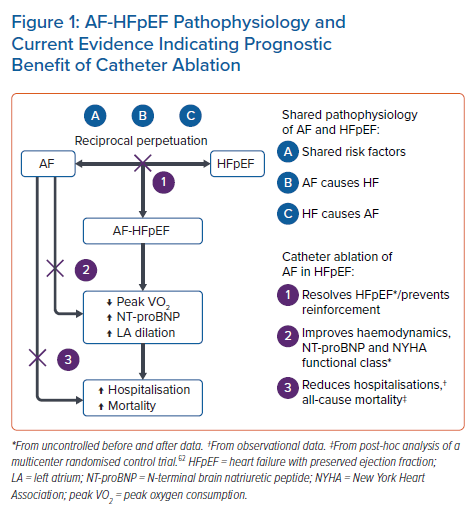 Figure 1: AF-HFpEF Pathophysiology and
Current Evidence Indicating Prognostic
Benefit of Catheter Ablation
A B C
Reciprocal perpetuation
AF
HFpEF
1
AF-HFpEF
2
⬇ Peak VO₂
⬆ NT-proBNP
⬆ LA dilation
3
⬆ Hospitalisation
⬆ Mortality
Shared pathophysiology
of AF and HFpEF:
A Shared risk factors
B AF causes HF
C HF causes AF
Catheter ablation of
AF in HFpEF:
1 Resolves HFpEF*/prevents
reinforcement
2 Improves haemodynamics,
NT-proBNP and NYHA
functional class*
3 Reduces hospitalisations,†
all-cause mortality‡
*From uncontrolled before and after data. †From observational data. ‡From post-hoc analysis of a
multicenter randomised control trial.⁶² HFpEF = heart failure with preserved ejection fraction;
LA = left atrium; NT-proBNP = N-terminal brain natriuretic peptide; NYHA = New York Heart
Association; peak VO₂ = peak oxygen consumption.